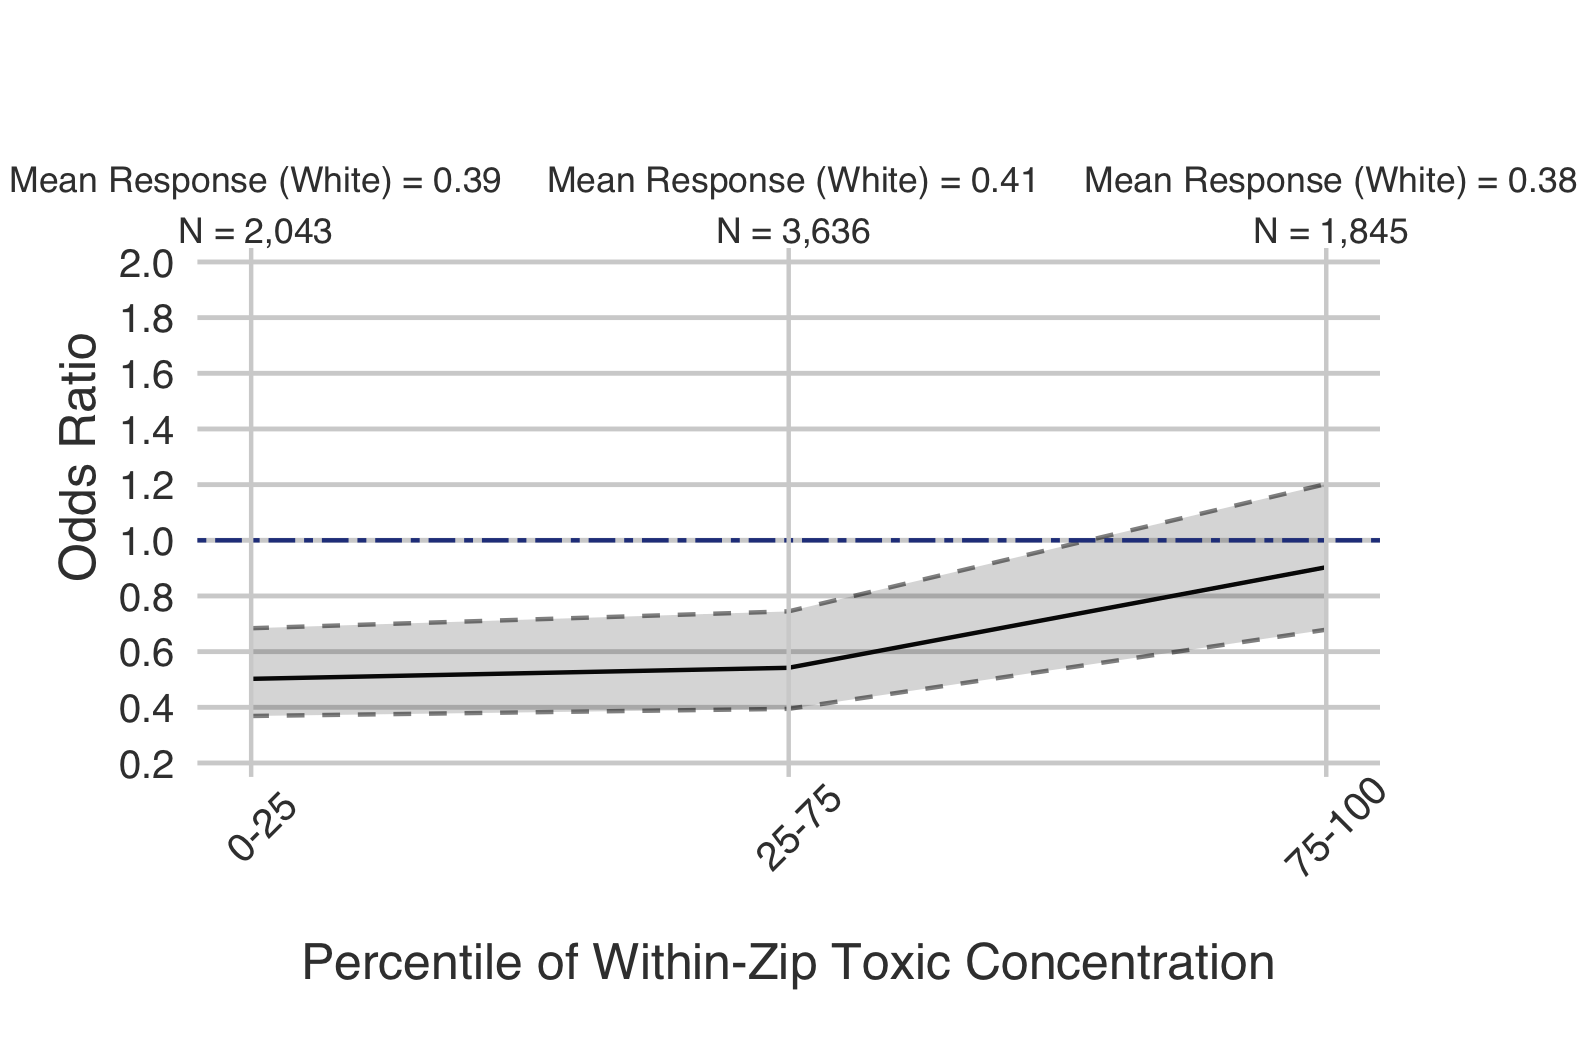 Mean Response (White) = 0.39
Mean Response (White) = 0.41
Mean Response (White) = 0.38
N = 2,043
N = 3,636
N = 1,845
2.0
1.8
1.6
1.4
1.2
1.0
0.8
0.6
0.4
0.2
Odds Ratio
0-25
25-75
75-100
Percentile of Within-Zip Toxic Concentration